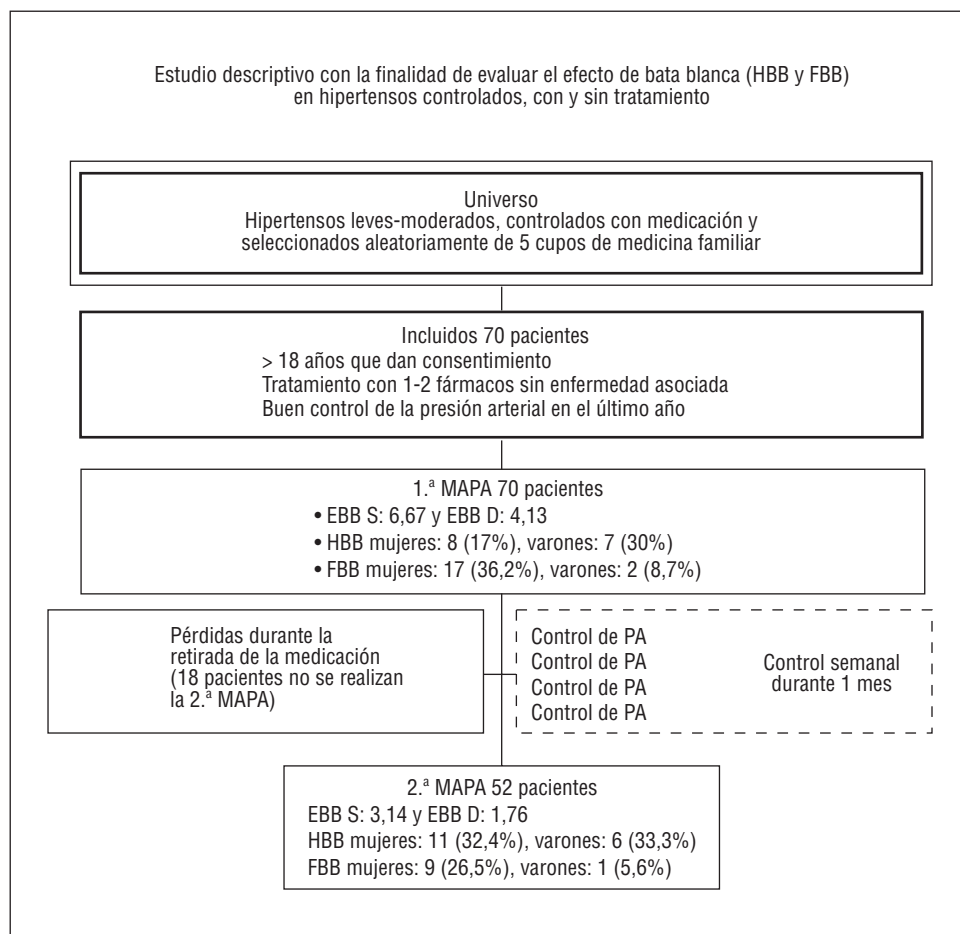 Estudio descriptivo con la finalidad de evaluar el efecto de bata blanca (HBB y FBB)
en hipertensos controlados, con y sin tratamiento
Universo
Hipertensos leves-moderados, controlados con medicación y
seleccionados aleatoriamente de 5 cupos de medicina familiar
Incluidos 70 pacientes
> 18 años que dan consentimiento
Tratamiento con 1-2 fármacos sin enfermedad asociada
Buen control de la presión arterial en el último año
1.ª MAPA 70 pacientes
• EBB S: 6,67 y EBB D: 4,13
• HBB mujeres: 8 (17%), varones: 7 (30%)
• FBB mujeres: 17 (36,2%), varones: 2 (8,7%)
Pérdidas durante la
retirada de la medicación
(18 pacientes no se realizan
la 2.ª MAPA)
Control de PA
Control de PA
Control de PA
Control de PA
Control semanal
durante 1 mes
2.ª MAPA 52 pacientes
EBB S: 3,14 y EBB D: 1,76
HBB mujeres: 11 (32,4%), varones: 6 (33,3%)
FBB mujeres: 9 (26,5%), varones: 1 (5,6%)